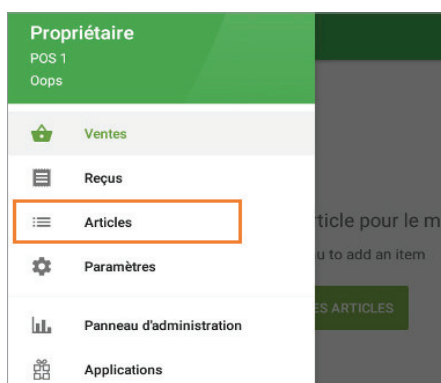 Propriétaire
POS 1
Oops
Ventes
Reçus
Articles
Paramètres
Panneau d'administration
Applications
rticle pour le m
u to add an item
ES ARTICLES